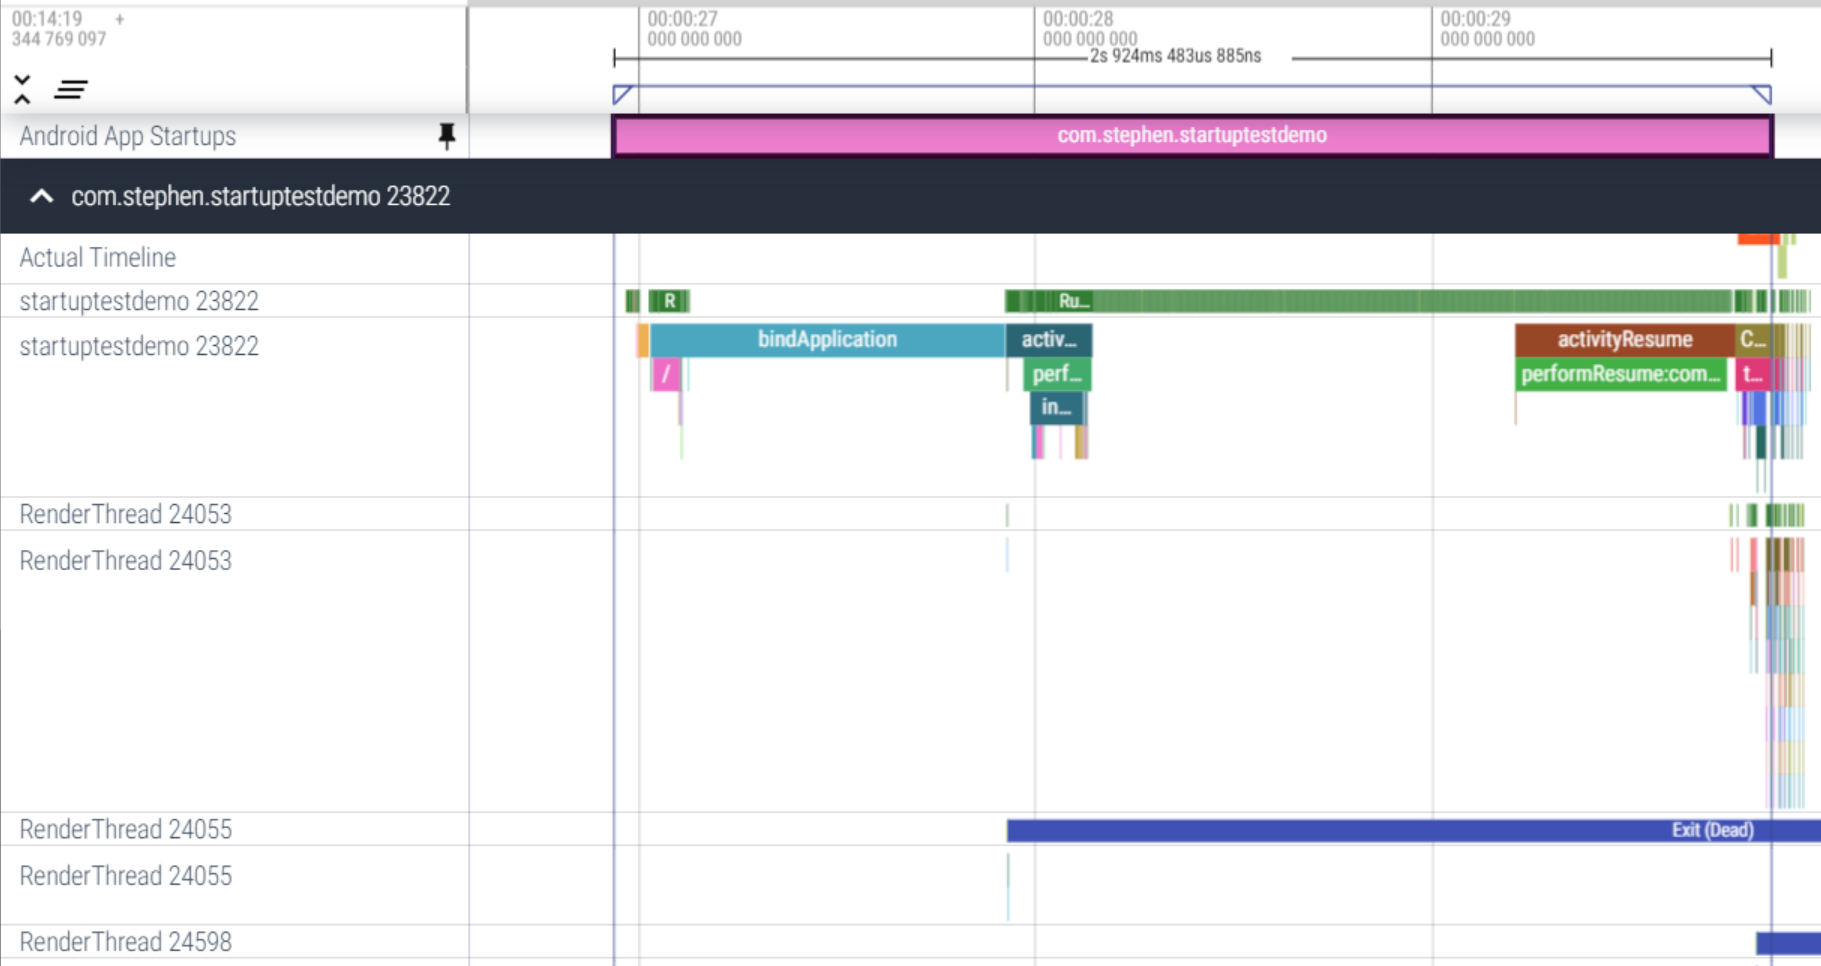 00:14:19 +
344 769 097
00:00:27
000 000 000
00:00:28
000 000 000
00:00:29
000 000 000
2s 924ms 483us 885ns
Android App Startups
com.stephen.startuptestdemo
com.stephen.startuptestdemo 23822
Actual Timeline
startuptestdemo 23822
R
Ru...
startuptestdemo 23822
bindApplication
activ...
activityResume
C...
/
perf...
performResume:com...
t...
in...
RenderThread 24053
RenderThread 24053
RenderThread 24055
Exit (Dead)
RenderThread 24055
RenderThread 24598